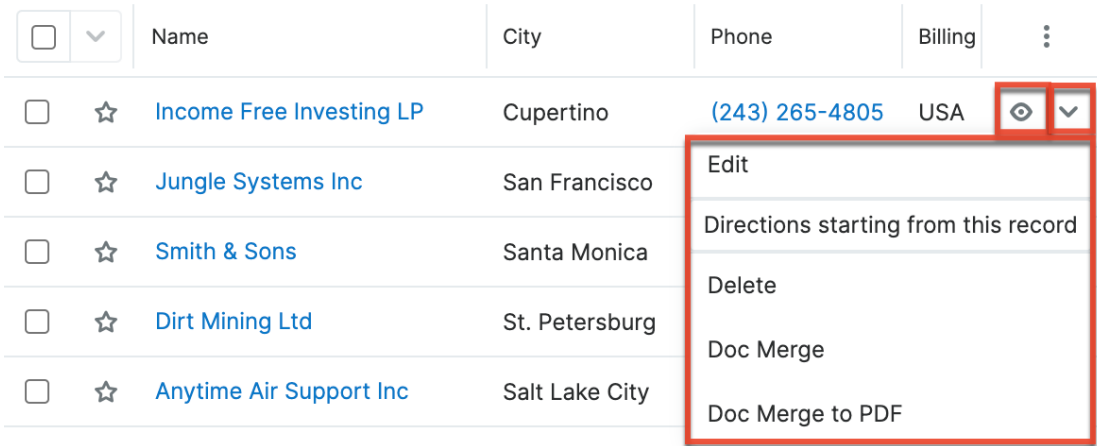 Name City Phone Billing
Income Free Investing LP Cupertino (243) 265-4805 USA
Edit
Jungle Systems Inc San Francisco
Directions starting from this record
Smith & Sons Santa Monica
Delete
Dirt Mining Ltd St. Petersburg
Doc Merge
Anytime Air Support Inc Salt Lake City
Doc Merge to PDF